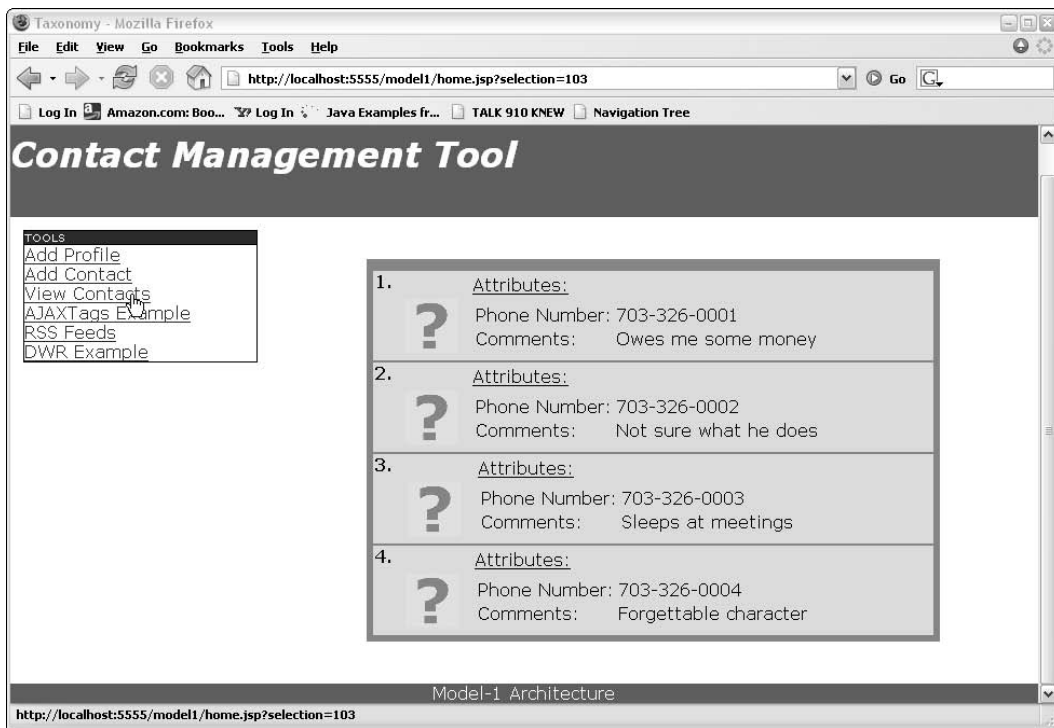 Taxonomy - Mozilla Firefox
File Edit View Go Bookmarks Tools Help
http://localhost:5555/model1/home.jsp?selection=103 Go G
Log In Amazon.com: Boo... Log In Java Examples fr... TALK 910 KNEW Navigation Tree
Contact Management Tool
TOOLS
Add Profile
Add Contact
View Contacts
AJAXTags Example
RSS Feeds
DWR Example
1. Attributes:
? Phone Number: 703-326-0001
Comments: Owes me some money
2. Attributes:
? Phone Number: 703-326-0002
Comments: Not sure what he does
3. Attributes:
? Phone Number: 703-326-0003
Comments: Sleeps at meetings
4. Attributes:
? Phone Number: 703-326-0004
Comments: Forgettable character
Model-1 Architecture
http://localhost:5555/model1/home.jsp?selection=103